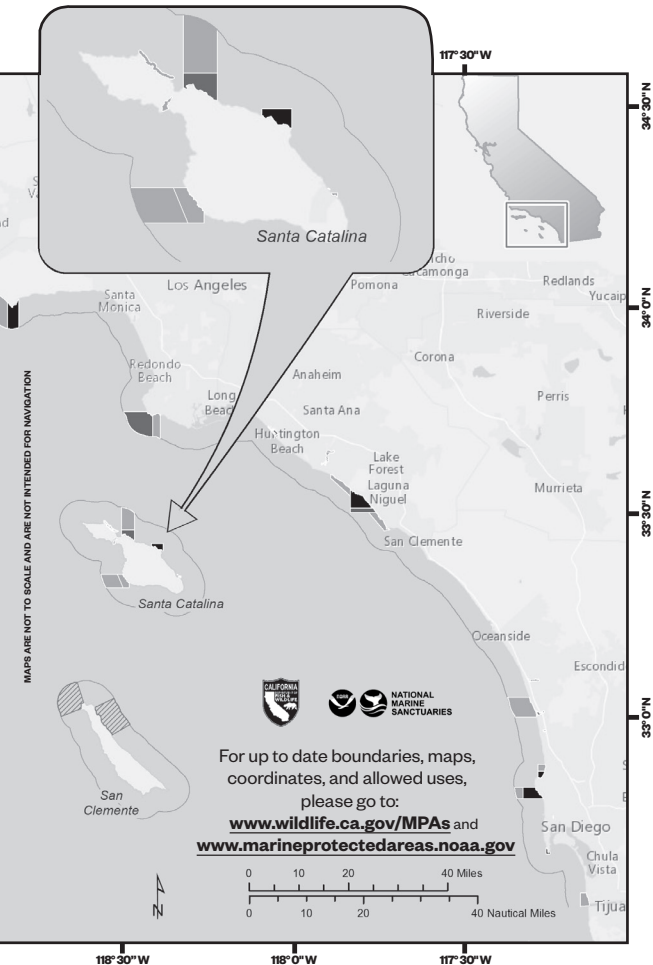 117°30"W
34°30"N
Santa Catalina
Los Angeles
Pomona
Redlands
34°0"N
Santa
Monica
Riverside
Corona
Redondo
Beach
Anaheim
Perris
Long
Beach
Santa Ana
Huntington
Beach
Lake
Forest
Laguna
Niguel
Murrieta
33°30"N
MAPS ARE NOT TO SCALE AND ARE NOT INTENDED FOR NAVIGATION
San Clemente
Santa Catalina
Oceanside
Escondid
33°0"N
CALIFORNIA
FISH &
WILDLIFE
NOAA
NATIONAL
MARINE
SANCTUARIES
For up to date boundaries, maps,
coordinates, and allowed uses,
please go to:
www.wildlife.ca.gov/MPAs and
www.marineprotectedareas.noaa.gov
San
Clemente
San Diego
Chula
Vista
Tijua
0 10 20 40 Miles
0 10 20 40 Nautical Miles
N
118°30"W
118°0"W
117°30"W